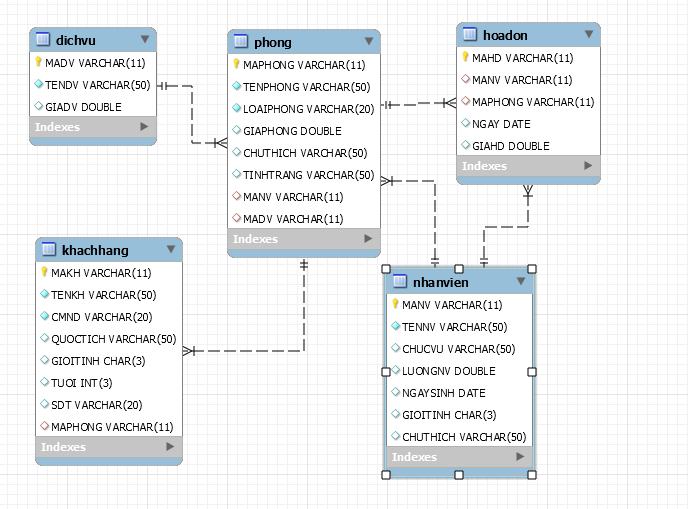 dichvu
MADV VARCHAR(11)
TENDV VARCHAR(50)
GIADV DOUBLE
Indexes
phong
MAPHONG VARCHAR(11)
TENPHONG VARCHAR(50)
LOAIPHONG VARCHAR(20)
GIAPHONG DOUBLE
CHUTHICH VARCHAR(50)
TINHTRANG VARCHAR(50)
MANV VARCHAR(11)
MADV VARCHAR(11)
Indexes
hoadon
MAHD VARCHAR(11)
MANV VARCHAR(11)
MAPHONG VARCHAR(11)
NGAY DATE
GIAHD DOUBLE
Indexes
khachhang
MAKH VARCHAR(11)
TENKH VARCHAR(50)
CMND VARCHAR(20)
QUOCTICH VARCHAR(50)
GIOITINH CHAR(3)
TUOI INT(3)
SDT VARCHAR(20)
MAPHONG VARCHAR(11)
Indexes
nhanvien
MANV VARCHAR(11)
TENNV VARCHAR(50)
CHUCVU VARCHAR(50)
LUONGNV DOUBLE
NGAYSINH DATE
GIOITINH CHAR(3)
CHUTHICH VARCHAR(50)
Indexes